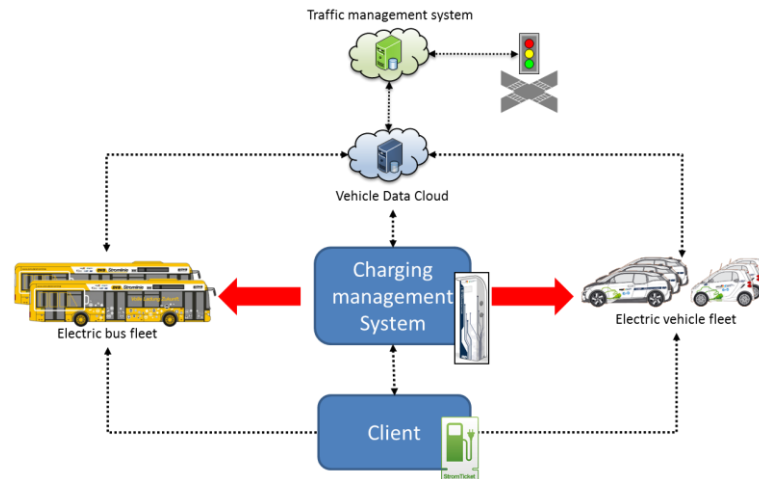 Traffic management system
Vehicle Data Cloud
Charging
management
System
Electric bus fleet
Electric vehicle fleet
Client
StromTicket